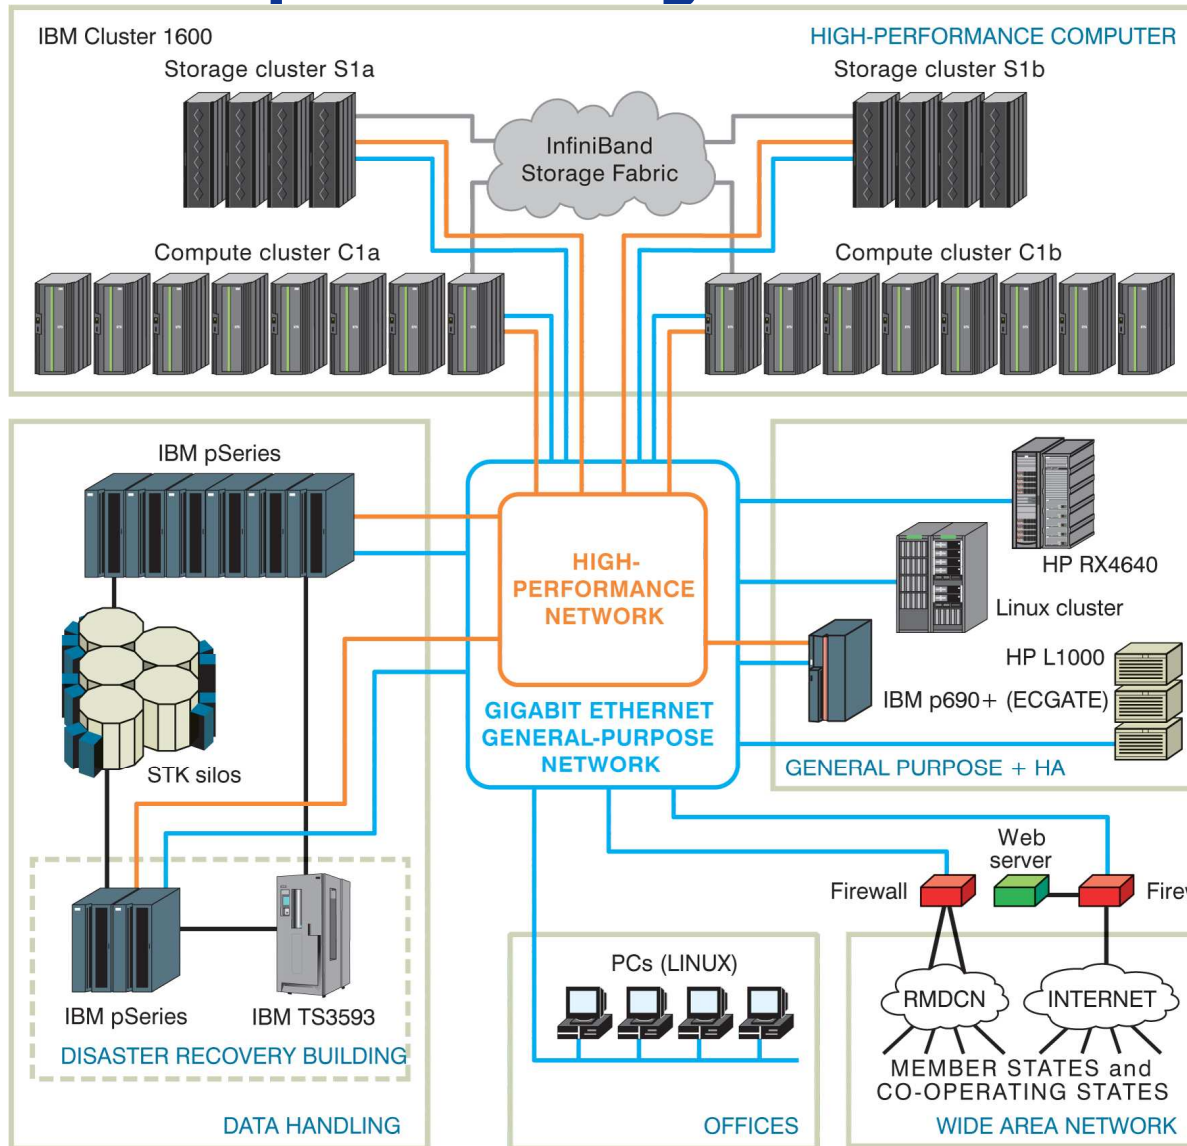 IBM Cluster 1600
HIGH-PERFORMANCE COMPUTER
Storage cluster S1a
Storage cluster S1b
InfiniBand
Storage Fabric
Compute cluster C1a
Compute cluster C1b
IBM pSeries
HIGH-
PERFORMANCE
NETWORK
GIGABIT ETHERNET
GENERAL-PURPOSE
NETWORK
HP RX4640
Linux cluster
HP L1000
IBM p690+ (ECGATE)
GENERAL PURPOSE + HA
STK silos
IBM pSeries
IBM TS3593
DISASTER RECOVERY BUILDING
DATA HANDLING
PCs (LINUX)
OFFICES
Web
server
Firewall
Firew
RMDCN
INTERNET
MEMBER STATES and
CO-OPERATING STATES
WIDE AREA NETWORK